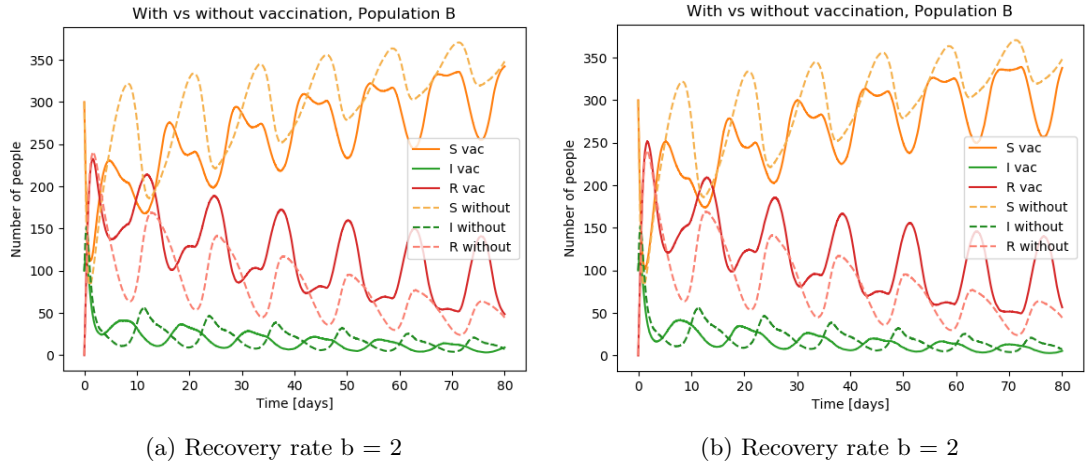 With vs without vaccination, Population B
Number of people
350
300
250
200
150
100
50
0
S vac
I vac
R vac
S without
I without
R without
0 10 20 30 40 50 60 70 80
Time [days]
(a) Recovery rate b = 2
With vs without vaccination, Population B
Number of people
350
300
250
200
150
100
50
0
S vac
I vac
R vac
S without
I without
R without
0 10 20 30 40 50 60 70 80
Time [days]
(b) Recovery rate b = 2